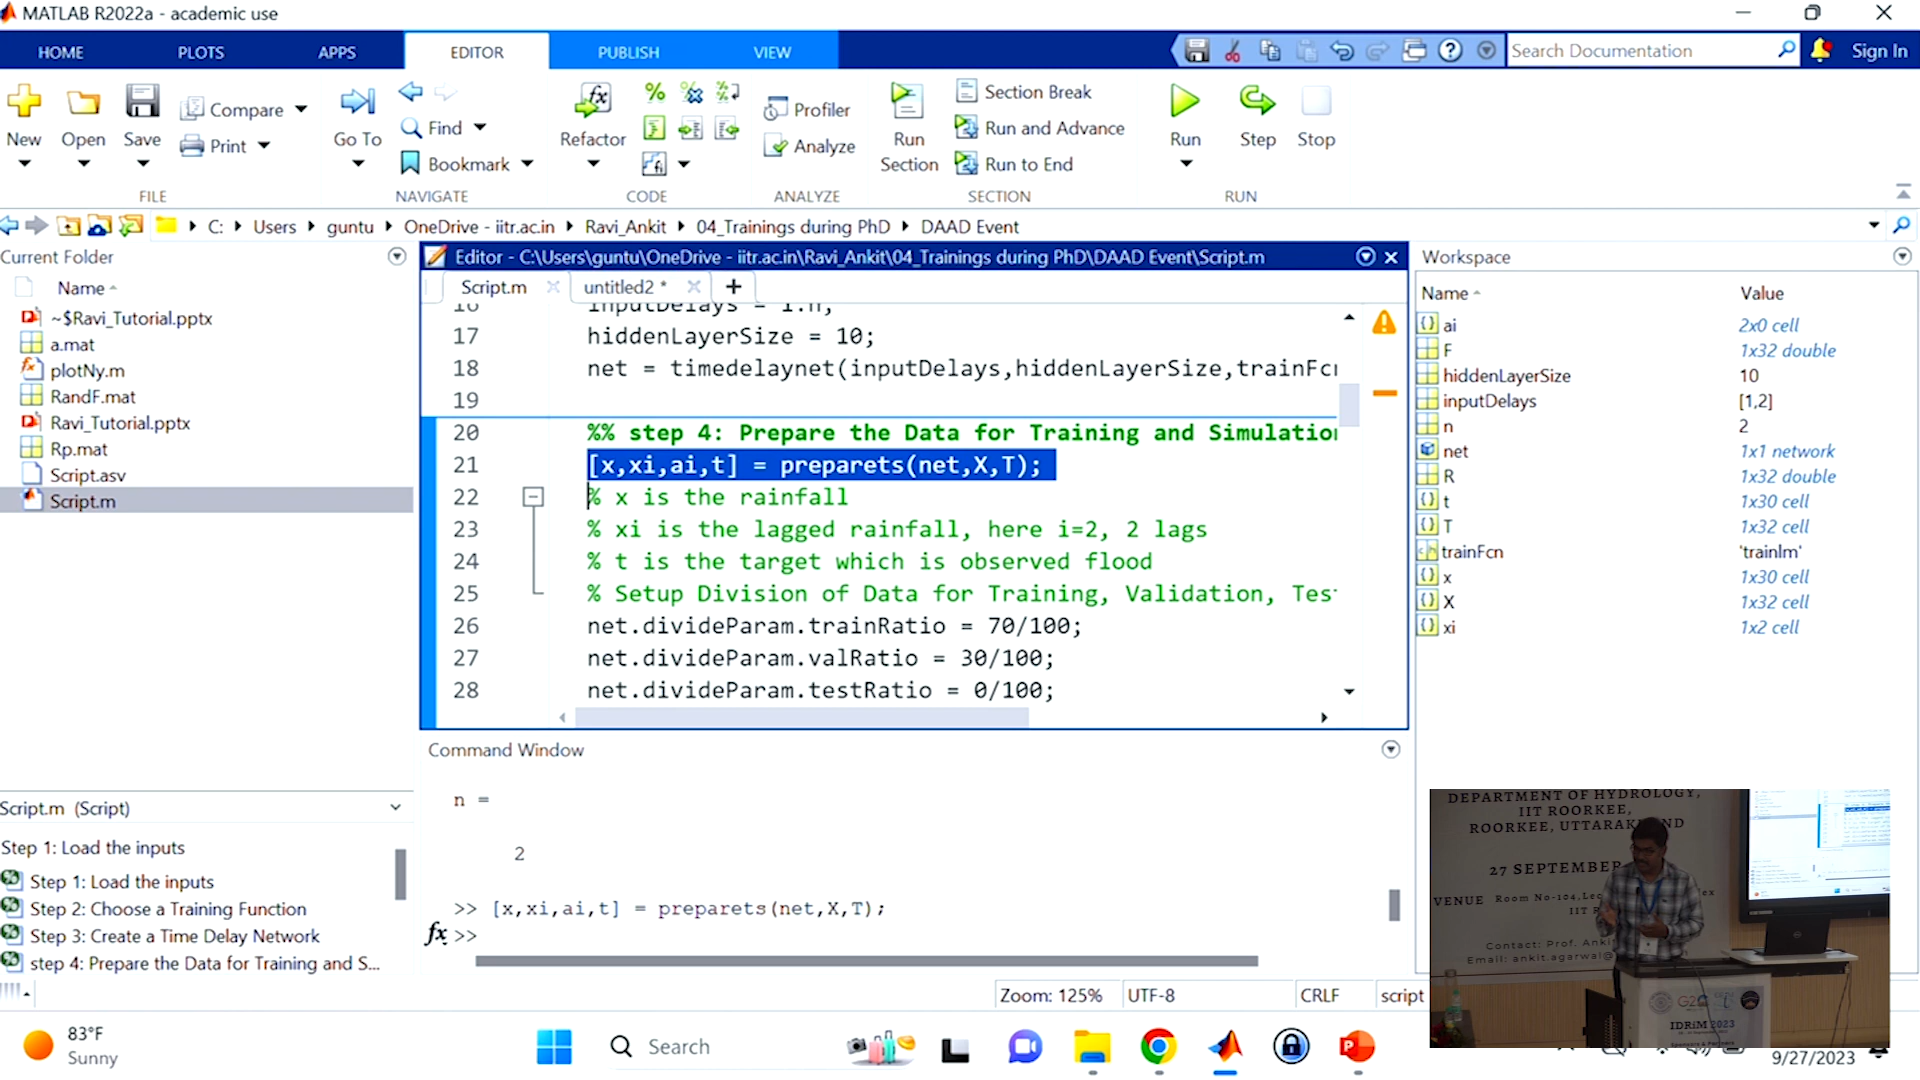 MATLAB R2022a - academic use
HOME PLOTS APPS EDITOR PUBLISH VIEW
Search Documentation
Sign In
New Open Save
Compare
Print
FILE
Go To
Find
Bookmark
NAVIGATE
Refactor
CODE
Profiler
Analyze
ANALYZE
Run Section
Section Break
Run and Advance
Run to End
SECTION
Run Step Stop
RUN
C: Users guntu OneDrive - iitr.ac.in Ravi_Ankit 04_Trainings during PhD DAAD Event
Current Folder
Name
~$Ravi_Tutorial.pptx
a.mat
plotNy.m
RandF.mat
Ravi_Tutorial.pptx
Rp.mat
Script.asv
Script.m
Script.m (Script)
Step 1: Load the inputs
Step 1: Load the inputs
Step 2: Choose a Training Function
Step 3: Create a Time Delay Network
step 4: Prepare the Data for Training and S...
Editor - C:\Users\guntu\OneDrive - iitr.ac.in\Ravi_Ankit\04_Trainings during PhD\DAAD Event\Script.m
Script.m untitled2 *
17 hiddenLayerSize = 10;
18 net = timedelaynet(inputDelays,hiddenLayerSize,trainFc
19
20 %% step 4: Prepare the Data for Training and Simulatio
21 [x,xi,ai,t] = preparets(net,X,T);
22 % x is the rainfall
23 % xi is the lagged rainfall, here i=2, 2 lags
24 % t is the target which is observed flood
25 % Setup Division of Data for Training, Validation, Tes
26 net.divideParam.trainRatio = 70/100;
27 net.divideParam.valRatio = 30/100;
28 net.divideParam.testRatio = 0/100;
Command Window
n =
2
>> [x,xi,ai,t] = preparets(net,X,T);
fx >>
Workspace
Name Value
ai 2x0 cell
F 1x32 double
hiddenLayerSize 10
inputDelays [1,2]
n 2
net 1x1 network
R 1x32 double
t 1x30 cell
T 1x32 cell
trainFcn 'trainlm'
x 1x30 cell
X 1x32 cell
xi 1x2 cell
DEPARTMENT OF HYDROLOGY,
IIT ROORKEE,
27 SEPTEMBER
VENUE Room No-104,
IIT
Contact: Prof.
Email: ankit.agarwal@
IDRiM 2023
Zoom: 125% UTF-8 CRLF script
83°F
Sunny
Search
9/27/2023